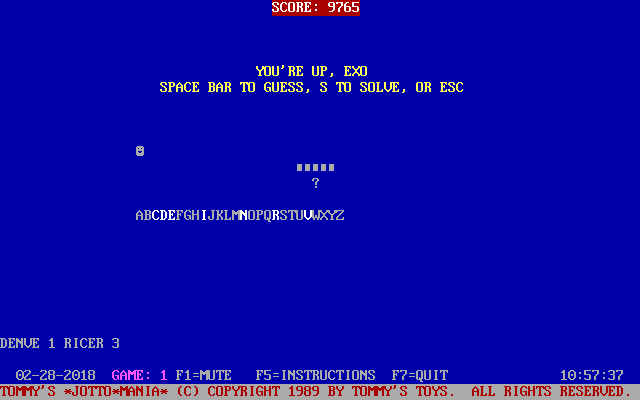 SCORE: 9765
YOU'RE UP, EXO
SPACE BAR TO GUESS, S TO SOLVE, OR ESC
?
ABCDEFGHIJKLMNOPQRSTUVWXYZ
DENVE 1 RICER 3
02-28-2018 GAME: 1 F1=MUTE F5=INSTRUCTIONS F7=QUIT 10:57:37
TOMMY'S *JOTTO*MANIA* (C) COPYRIGHT 1989 BY TOMMY'S TOYS. ALL RIGHTS RESERVED.